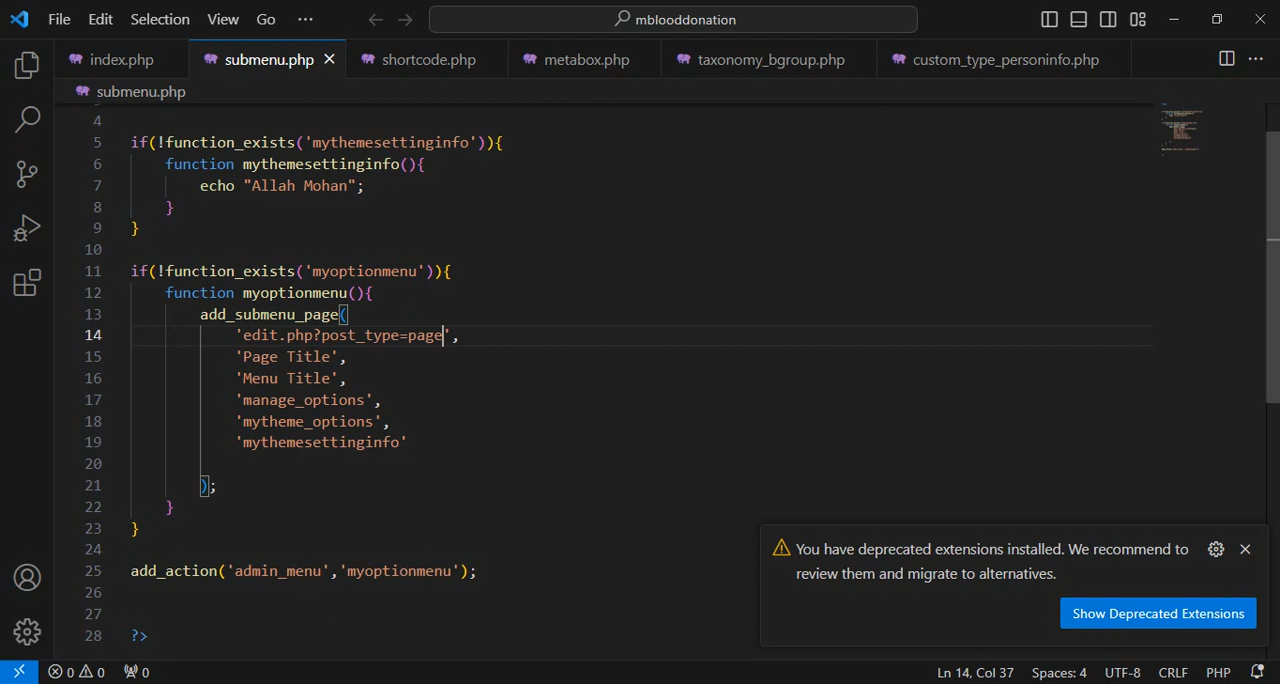 File Edit Selection View Go ··· mblooddonation
index.php submenu.php shortcode.php metabox.php taxonomy_bgroup.php custom_type_personinfo.php
submenu.php
4
5 if(!function_exists('mythemesettinginfo')){
6 function mythemesettinginfo(){
7 echo "Allah Mohan";
8 }
9 }
10
11 if(!function_exists('myoptionmenu')){
12 function myoptionmenu(){
13 add_submenu_page(
14 'edit.php?post_type=page',
15 'Page Title',
16 'Menu Title',
17 'manage_options',
18 'mytheme_options',
19 'mythemesettinginfo'
20
21 );
22 }
23 }
24
25 add_action('admin_menu','myoptionmenu');
26
27
28 ?>
You have deprecated extensions installed. We recommend to
review them and migrate to alternatives.
Show Deprecated Extensions
0 0 0 Ln 14, Col 37 Spaces: 4 UTF-8 CRLF PHP